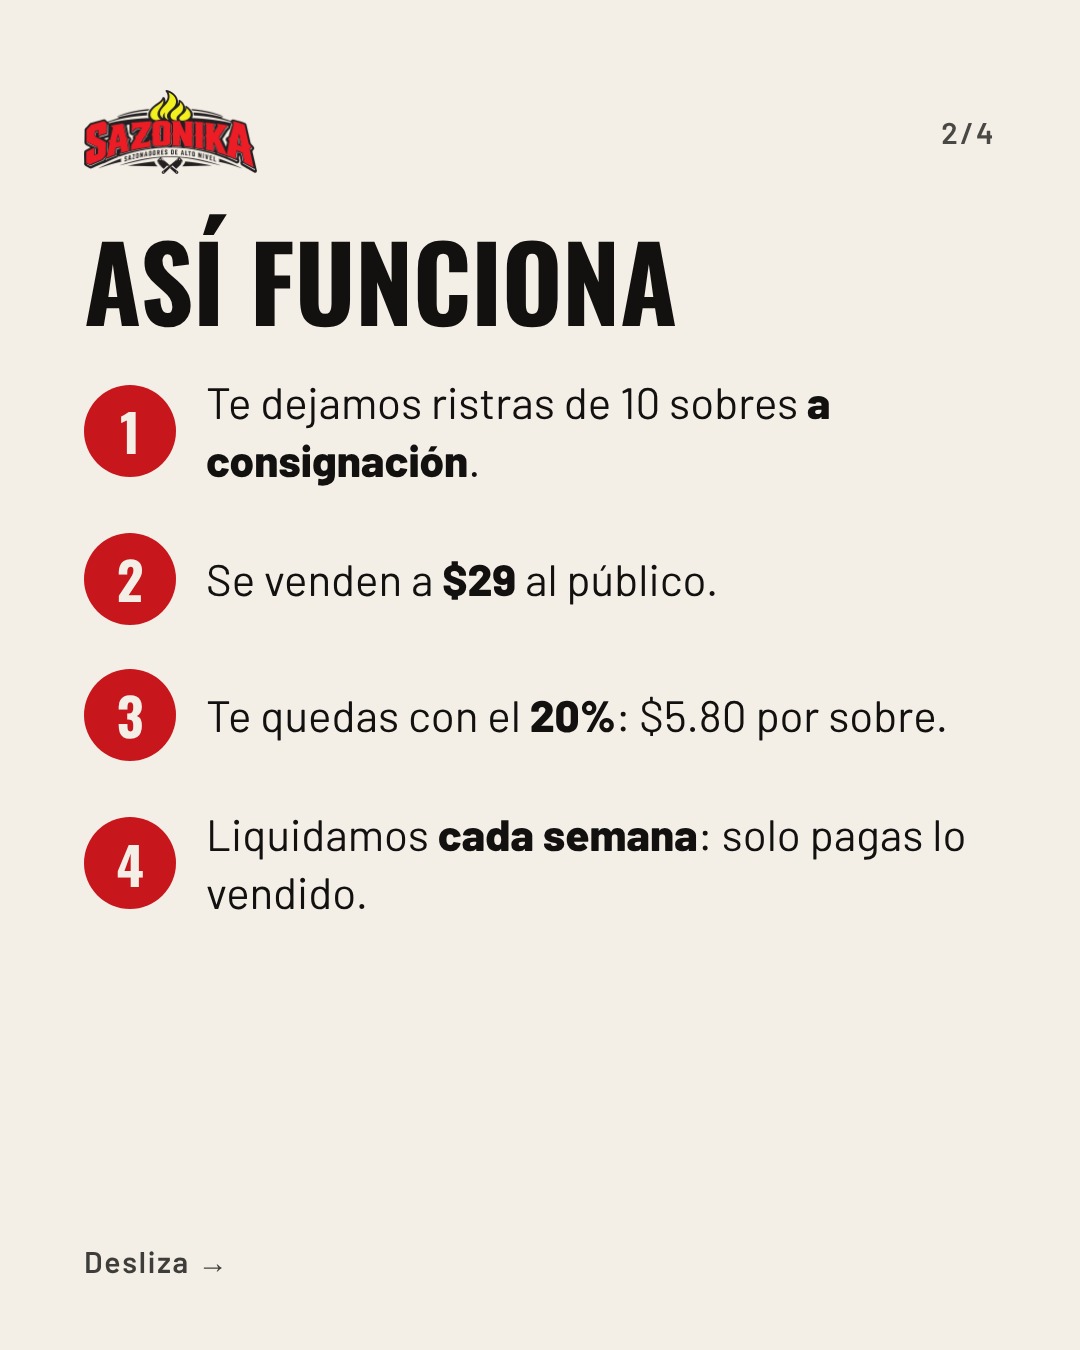 SAZONIKA
SAZONADORES DE ALTO NIVEL
2/4
ASÍ FUNCIONA
1
Te dejamos ristras de 10 sobres a
consignación.
2
Se venden a $29 al público.
3
Te quedas con el 20%: $5.80 por sobre.
4
Liquidamos cada semana: solo pagas lo
vendido.
Desliza →